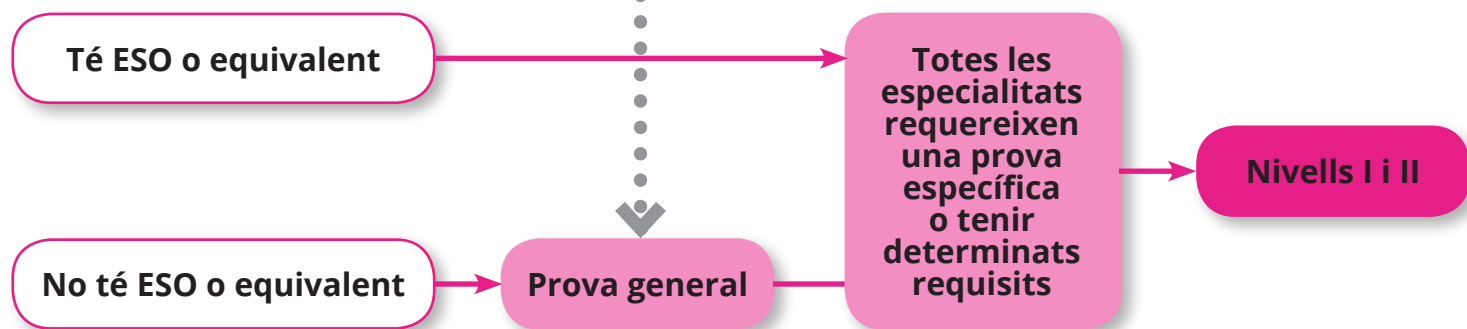 Té ESO o equivalent
Totes les
especialitats
requereixen
una prova
específica
o tenir
determinats
requisits
Nivells I i II
No té ESO o equivalent
Prova general